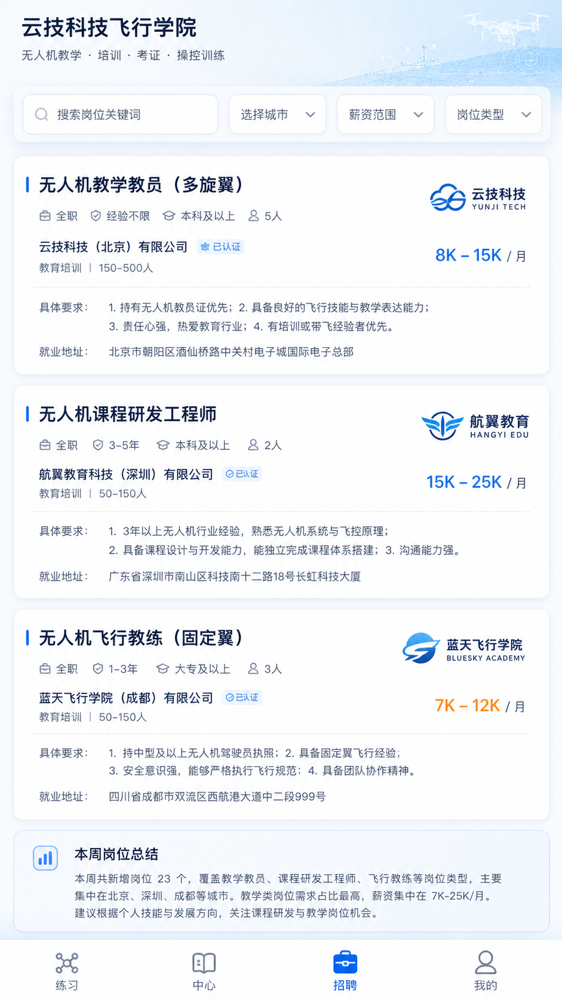 云技科技飞行学院
无人机教学 · 培训 · 考证 · 操控训练
搜索岗位关键词 选择城市 薪资范围 岗位类型
无人机教学教员（多旋翼）
云技科技
YUNJI TECH
全职 经验不限 本科及以上 5人
云技科技（北京）有限公司 已认证
8K – 15K / 月
教育培训 | 150–500人
具体要求： 1. 持有无人机教员证优先；2. 具备良好的飞行技能与教学表达能力；
3. 责任心强，热爱教育行业；4. 有培训或带飞经验者优先。
就业地址： 北京市朝阳区酒仙桥路中关村电子城国际电子总部
无人机课程研发工程师
航翼教育
HANGYI EDU
全职 3–5年 本科及以上 2人
航翼教育科技（深圳）有限公司 已认证
15K – 25K / 月
教育培训 | 50–150人
具体要求： 1. 3年以上无人机行业经验，熟悉无人机系统与飞控原理；
2. 具备课程设计与开发能力，能独立完成课程体系搭建；3. 沟通能力强。
就业地址： 广东省深圳市南山区科技南十二路18号长虹科技大厦
无人机飞行教练（固定翼）
蓝天飞行学院
BLUESKY ACADEMY
全职 1–3年 大专及以上 3人
蓝天飞行学院（成都）有限公司 已认证
7K – 12K / 月
教育培训 | 50–150人
具体要求： 1. 持中型及以上无人机驾驶员执照；2. 具备固定翼飞行经验；
3. 安全意识强，能够严格执行飞行规范；4. 具备团队协作精神。
就业地址： 四川省成都市双流区西航港大道中二段999号
本周岗位总结
本周共新增岗位 23 个，覆盖教学教员、课程研发工程师、飞行教练等岗位类型，主要
集中在北京、深圳、成都等城市。教学类岗位需求占比最高，薪资集中在 7K–25K/月。
建议根据个人技能与发展方向，关注课程研发与教学岗位机会。
练习 中心 招聘 我的